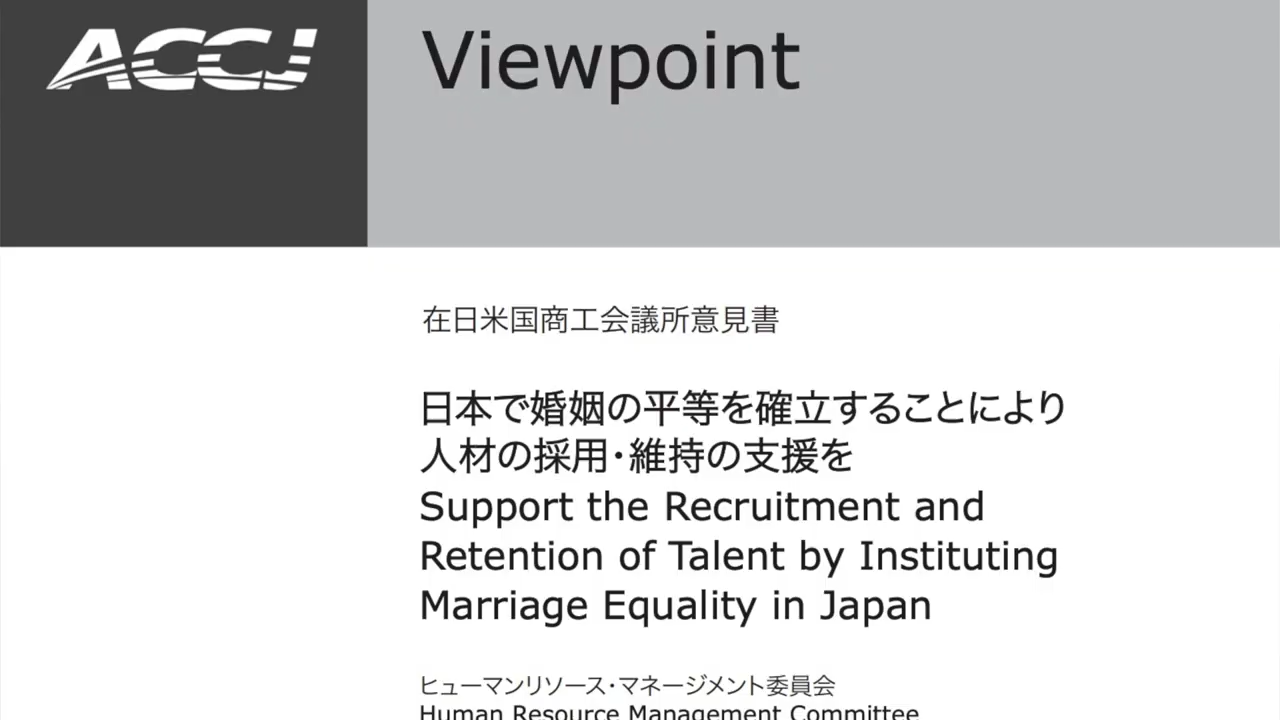 ACCJ
Viewpoint
在日米国商工会議所意見書
日本で婚姻の平等を確立することにより
人材の採用・維持の支援を
Support the Recruitment and
Retention of Talent by Instituting
Marriage Equality in Japan
ヒューマンリソース・マネージメント委員会
Human Resource Management Committee